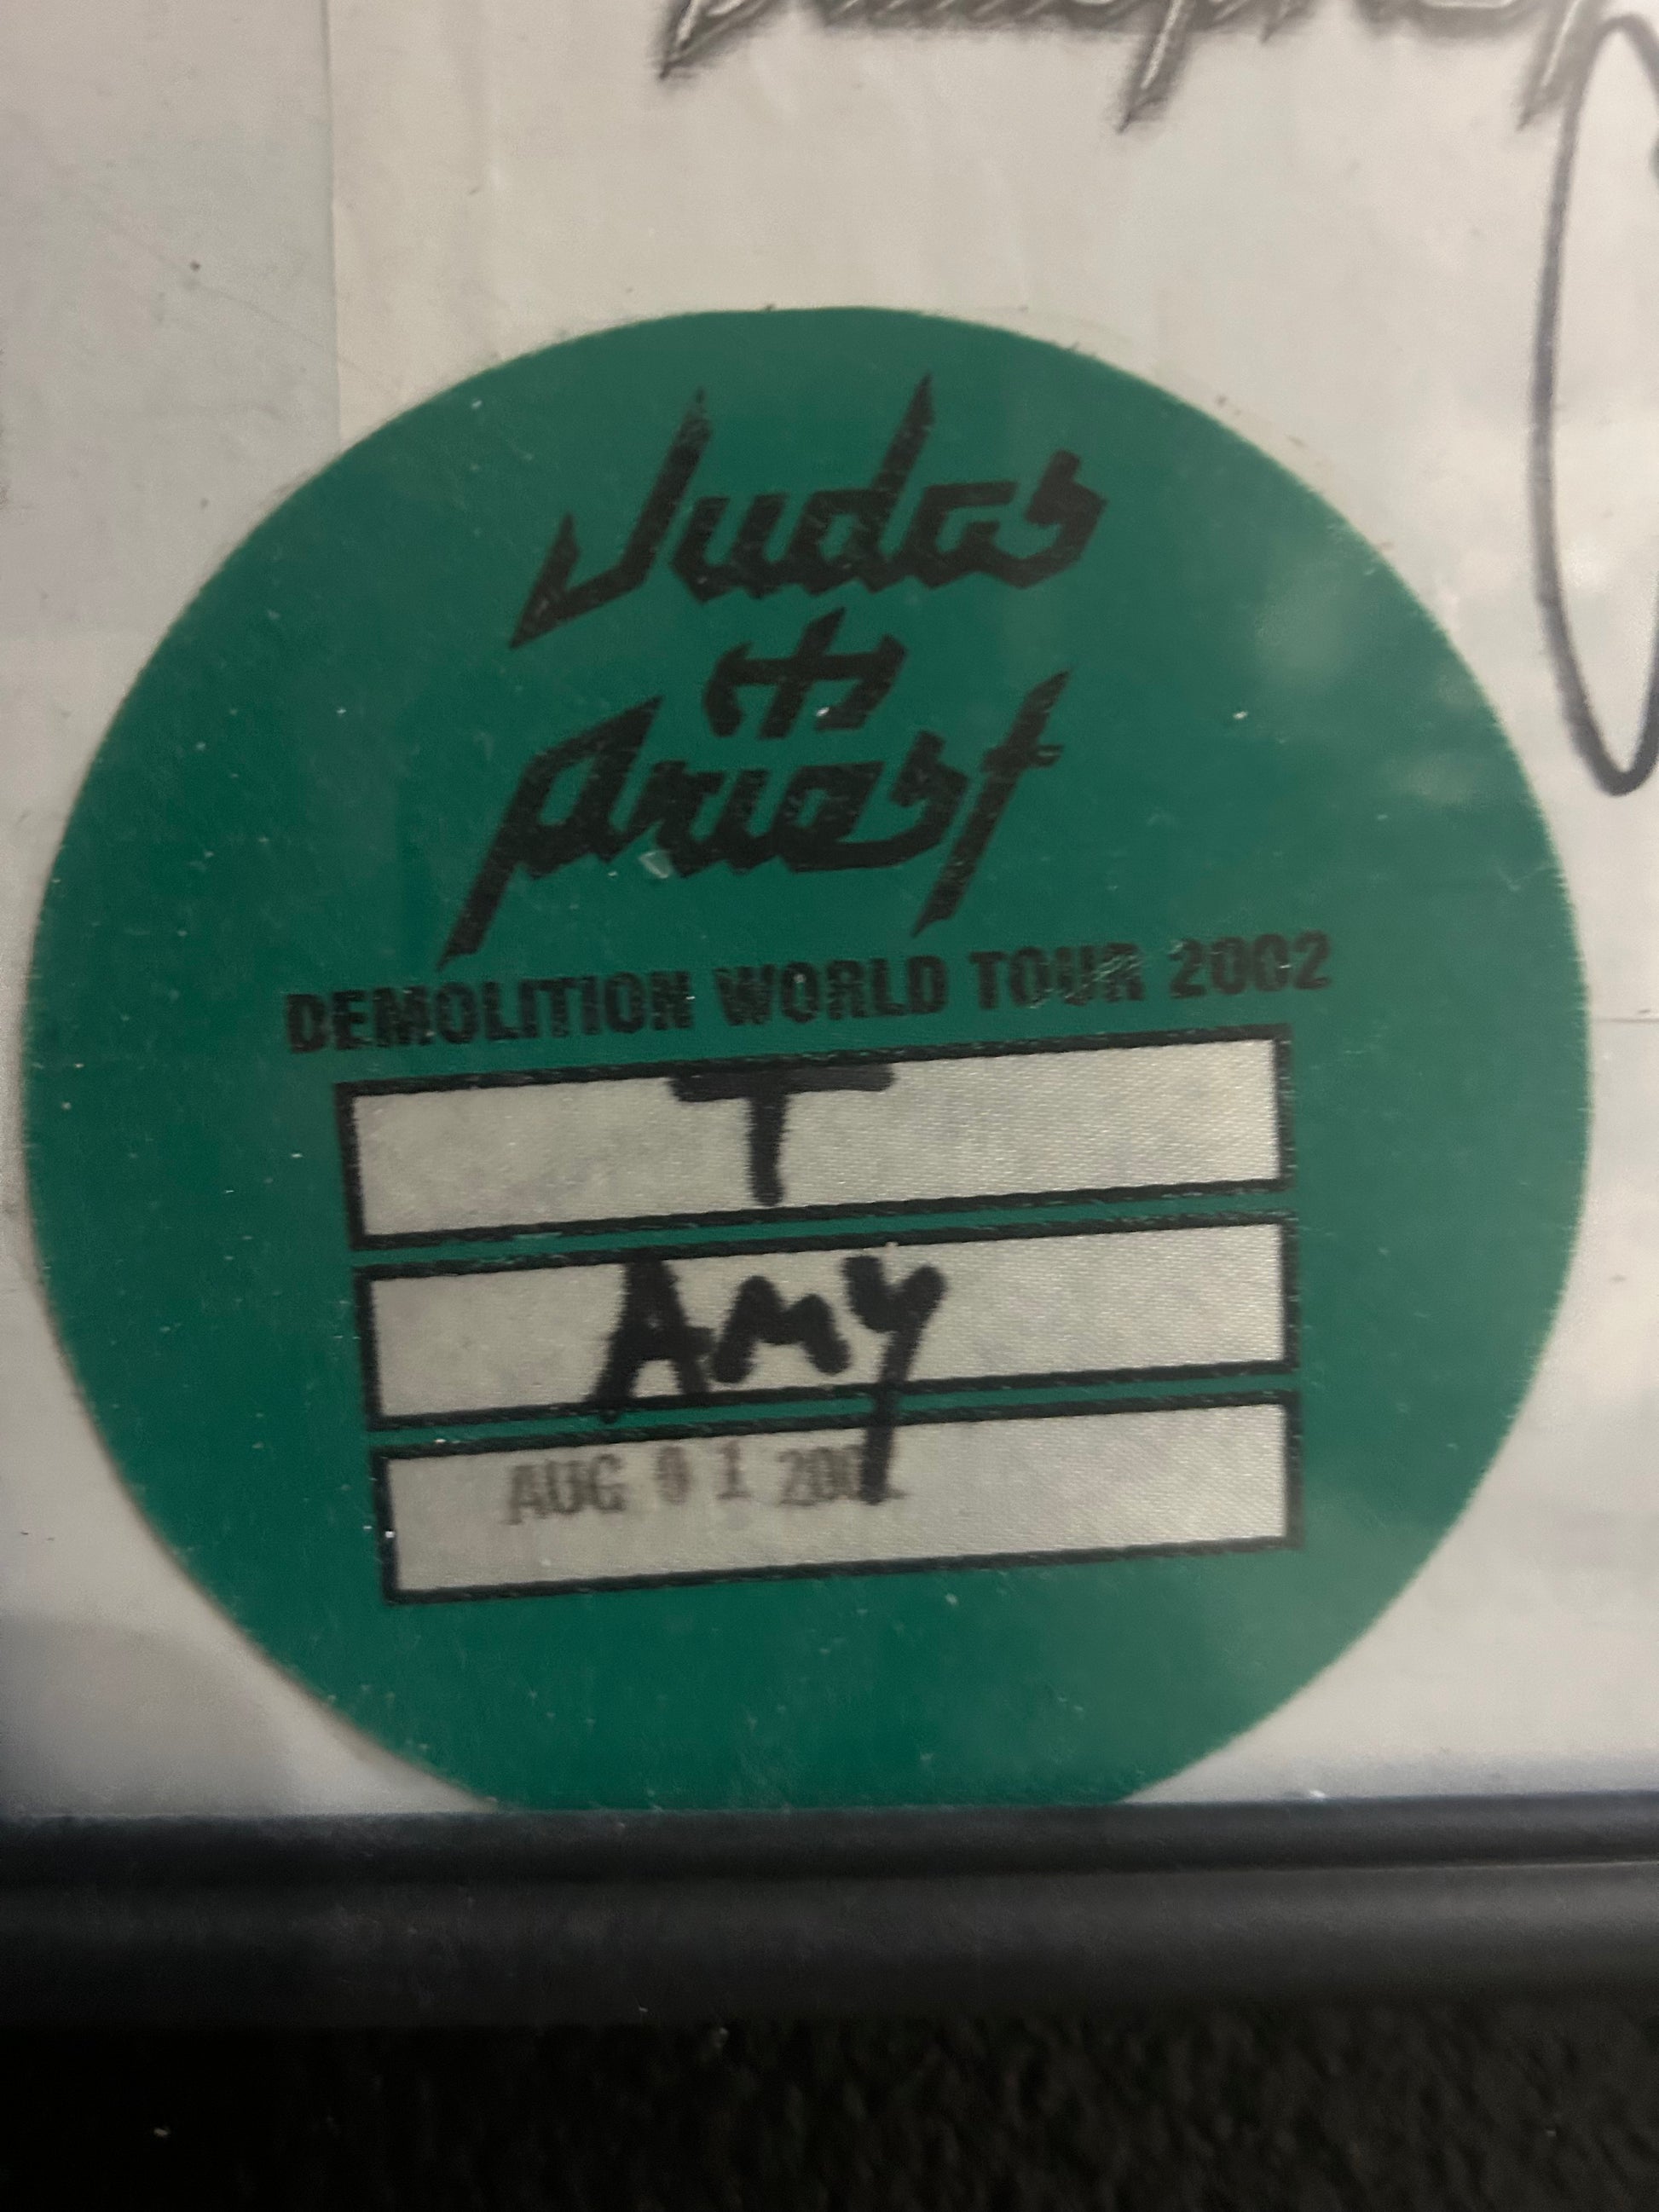 Judas
Priest
DEMOLITION WORLD TOUR 2002
T
Amy
AUG 01